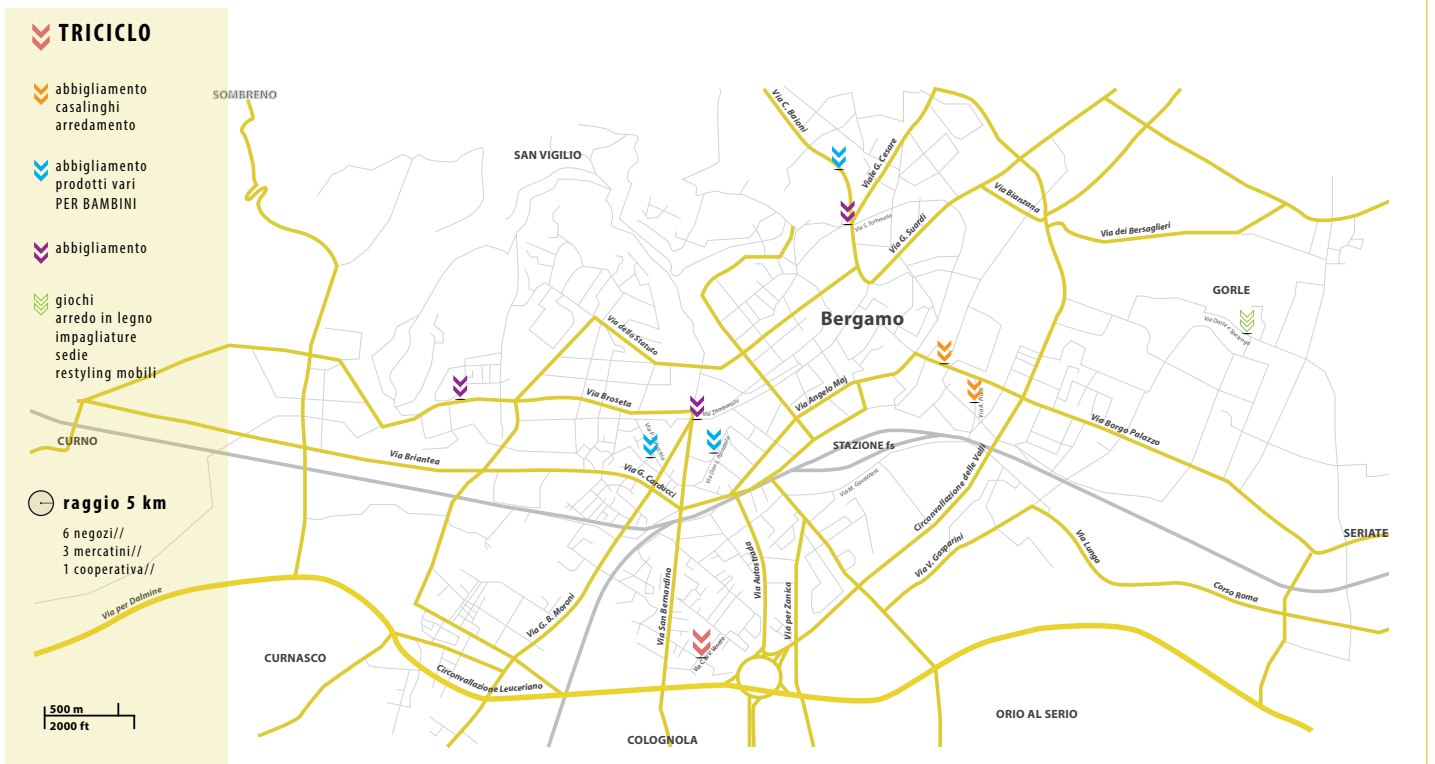 TRICICLO
abbigliamento
casalinghi
arredamento
abbigliamento
prodotti vari
PER BAMBINI
abbigliamento
giochi
arredo in legno
impagliature
sedie
restyling mobili
raggio 5 km
6 negozi//
3 mercatini//
1 cooperativa//
500 m
2000 ft
SOMBRENO
SAN VIGILIO
Via C. Baioni
Viale G. Cesare
Via G. Suardi
Via Bianzana
Via dei Bersaglieri
GORLE
Bergamo
Via dello Statuto
Via Broseta
Via Angelo Maj
Via Borgo Palazzo
CURNO
Via Briantea
Via G. Carducci
STAZIONE fs
Via M. Gavazzeni
Circonvallazione delle Valli
Via V. Gasparini
Via Lunga
SERIATE
Corso Roma
Via per Dalmine
Via G. B. Moroni
Via San Bernardino
Via Autostrada
Via per Zanica
CURNASCO
Circonvallazione Leuceriano
ORIO AL SERIO
COLOGNOLA